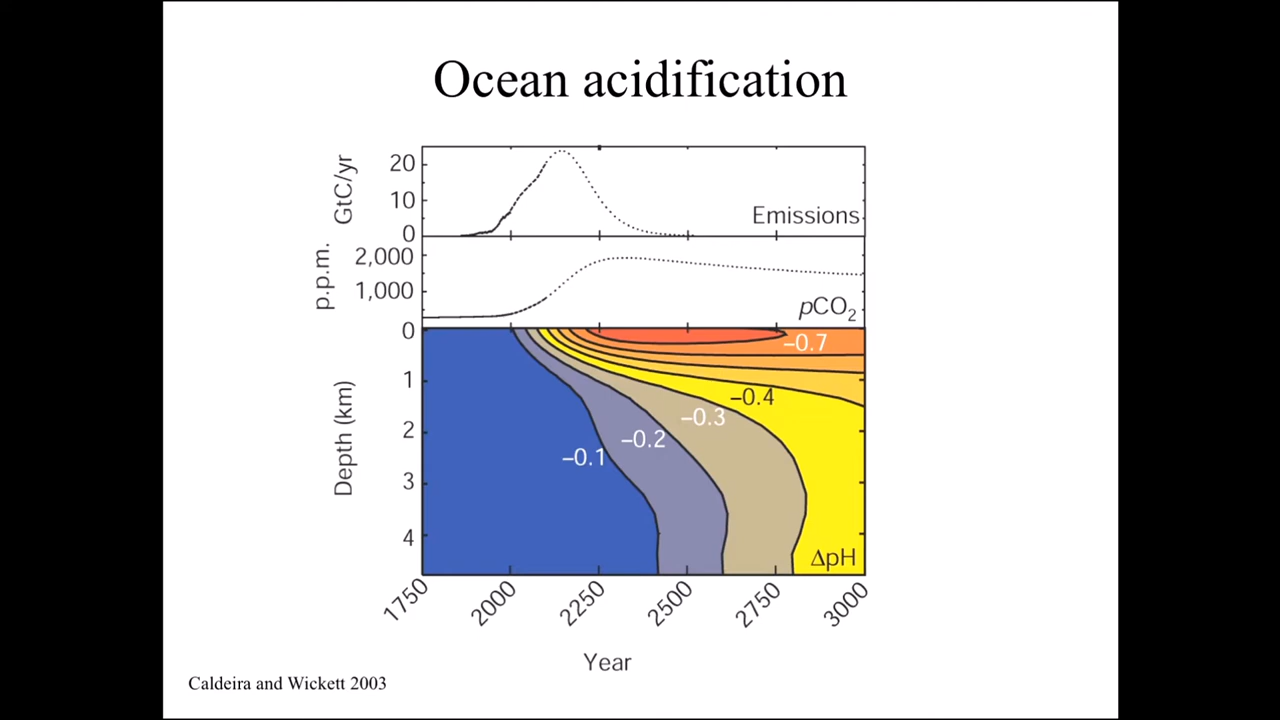 Ocean acidification
GtC/yr
20
10
0
Emissions
p.p.m.
2,000
1,000
pCO₂
Depth (km)
0
1
2
3
4
–0.7
–0.4
–0.3
–0.2
–0.1
ΔpH
1750
2000
2250
2500
2750
3000
Year
Caldeira and Wickett 2003